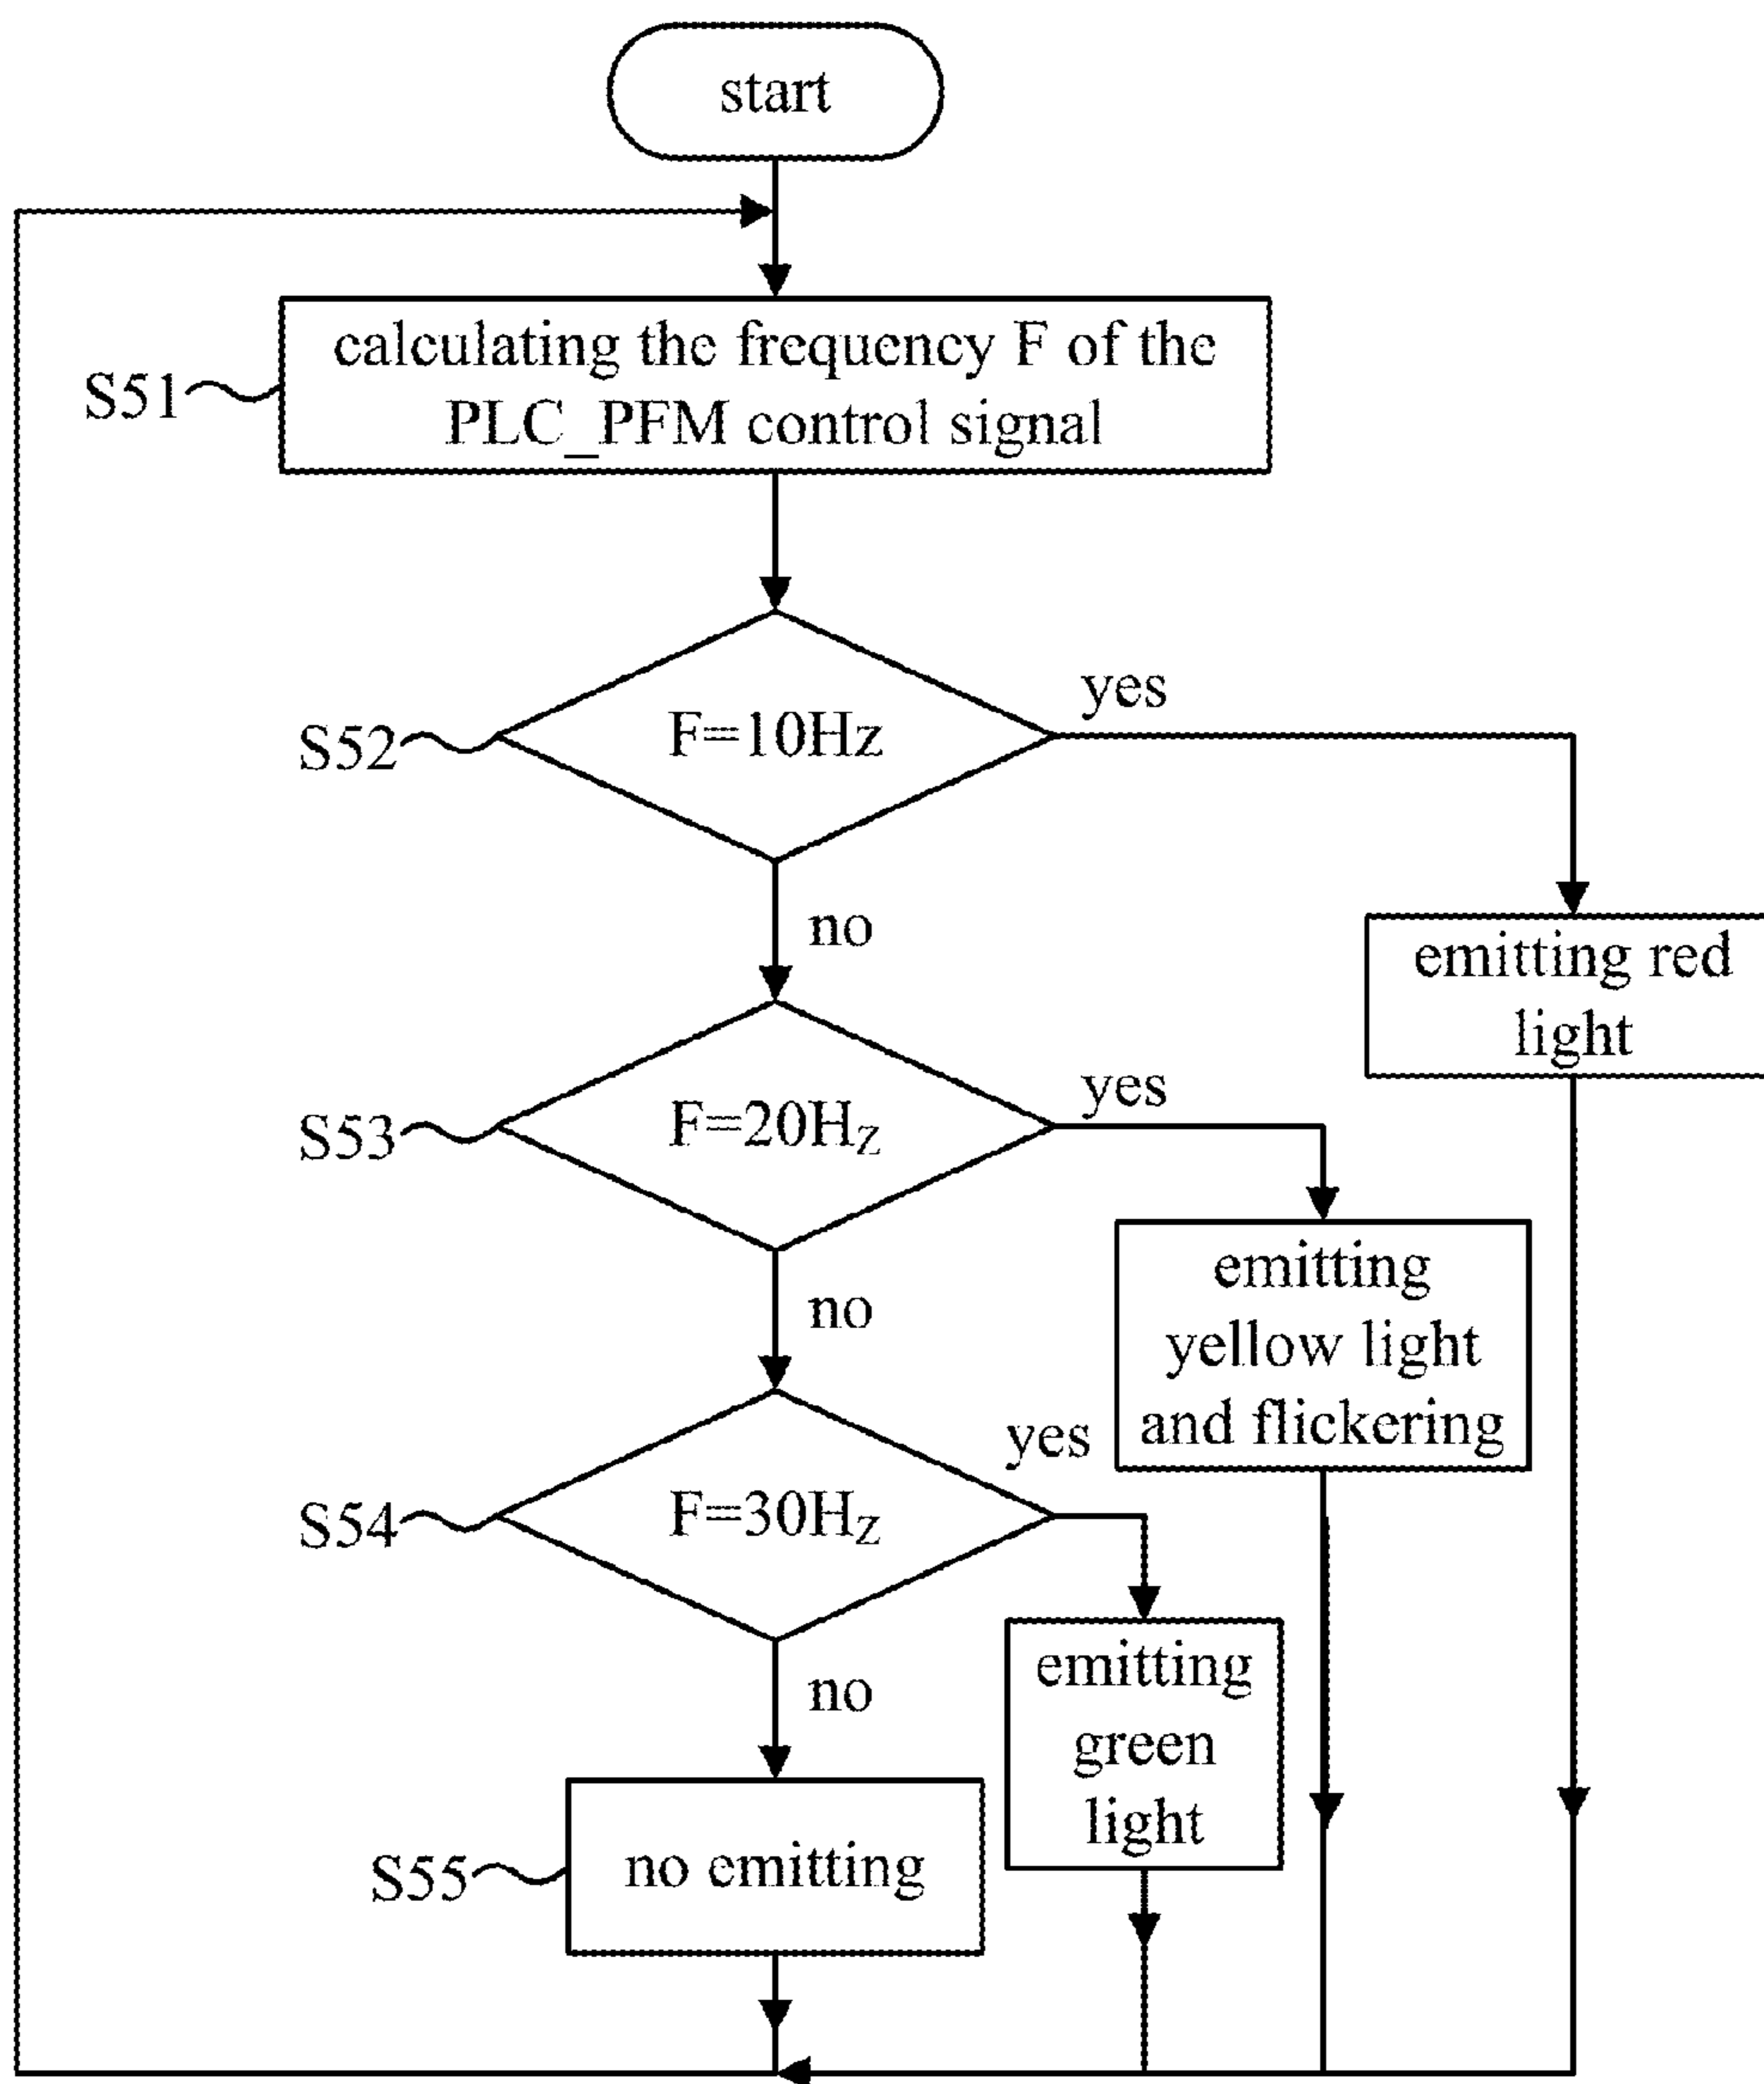 start
calculating the frequency F of the
PLC_PFM control signal
S51
yes
F=10Hz
S52
no
emitting red
light
yes
F=20Hz
S53
emitting
yellow light
and flickering
no
yes
F=30Hz
S54
emitting
green
light
no
no emitting
S55